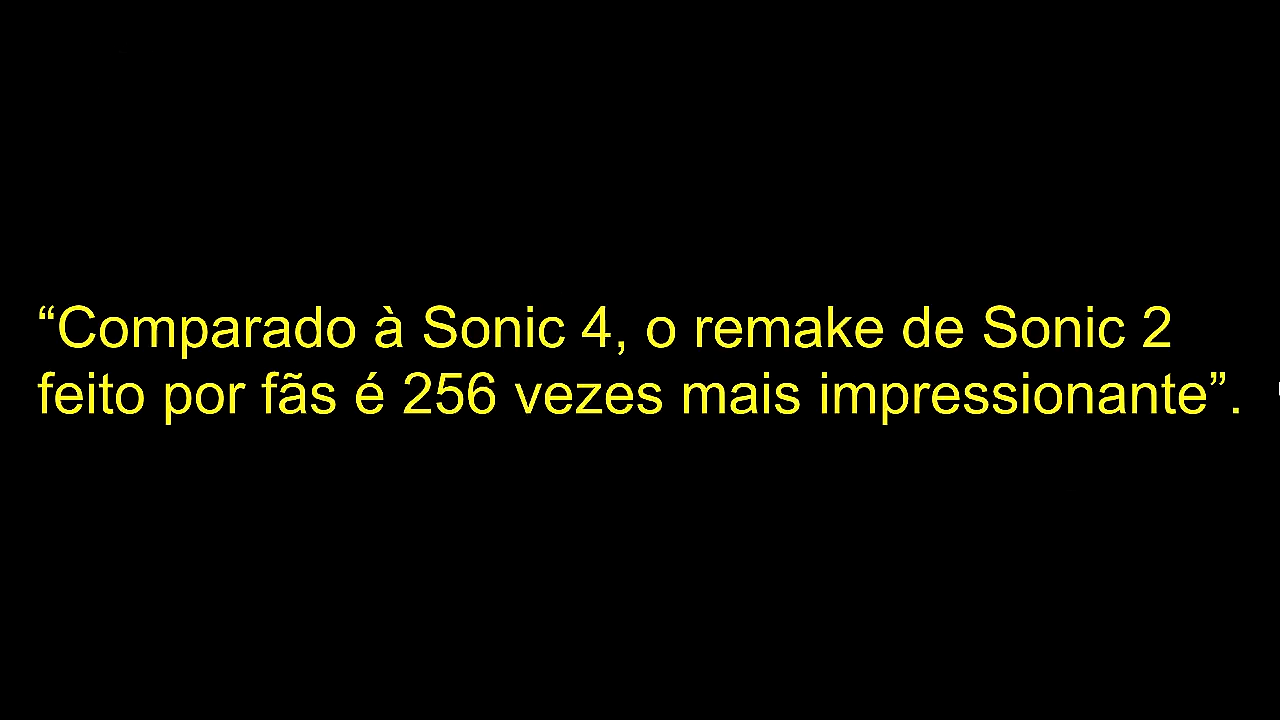 “Comparado à Sonic 4, o remake de Sonic 2
feito por fãs é 256 vezes mais impressionante”.